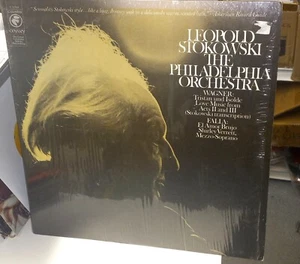 LEOPOLD
STOKOWSKI
THE
PHILADELPHIA
ORCHESTRA
WAGNER:
Tristan und Isolde
Love Music from
Acts II and III
(Stokowski transcription)
FALLA:
El Amor Brujo
Shirley Verrett,
Mezzo-Soprano